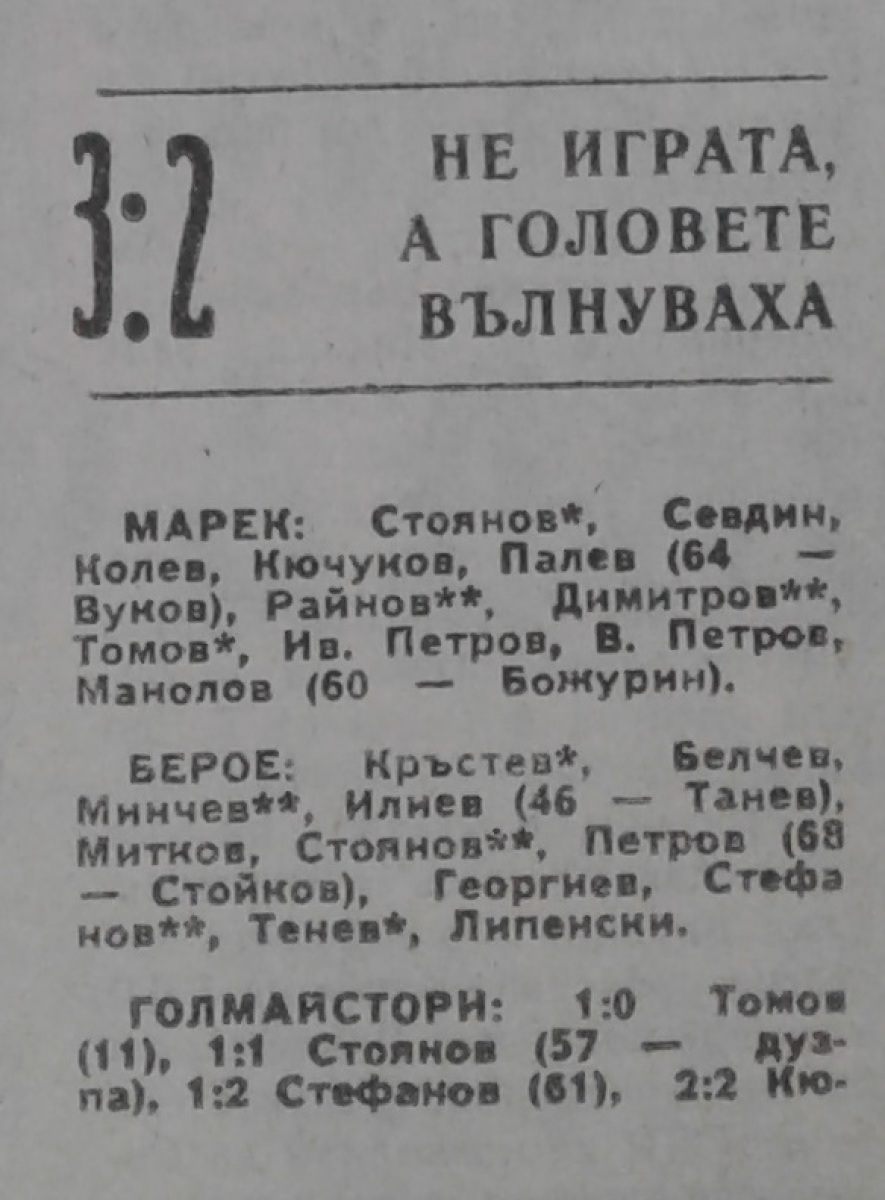 3:2
НЕ ИГРАТА,
А ГОЛОВЕТЕ
ВЪЛНУВАХА
МАРЕК: Стоянов*, Севдин,
Колев, Кючуков, Палев (64 —
Вуков), Райнов**, Димитров**,
Томов*, Ив. Петров, В. Петров,
Манолов (60 — Божурин).
БЕРОЕ: Кръстев*, Белчев,
Минчев**, Илиев (46 — Танев),
Митков, Стоянов**, Петров (68
— Стойков), Георгиев, Стефа
нов**, Тенев*, Липенски.
ГОЛМАЙСТОРИ: 1:0 Томов
(11), 1:1 Стоянов (57 — дуз-
па), 1:2 Стефанов (61), 2:2 Кю-